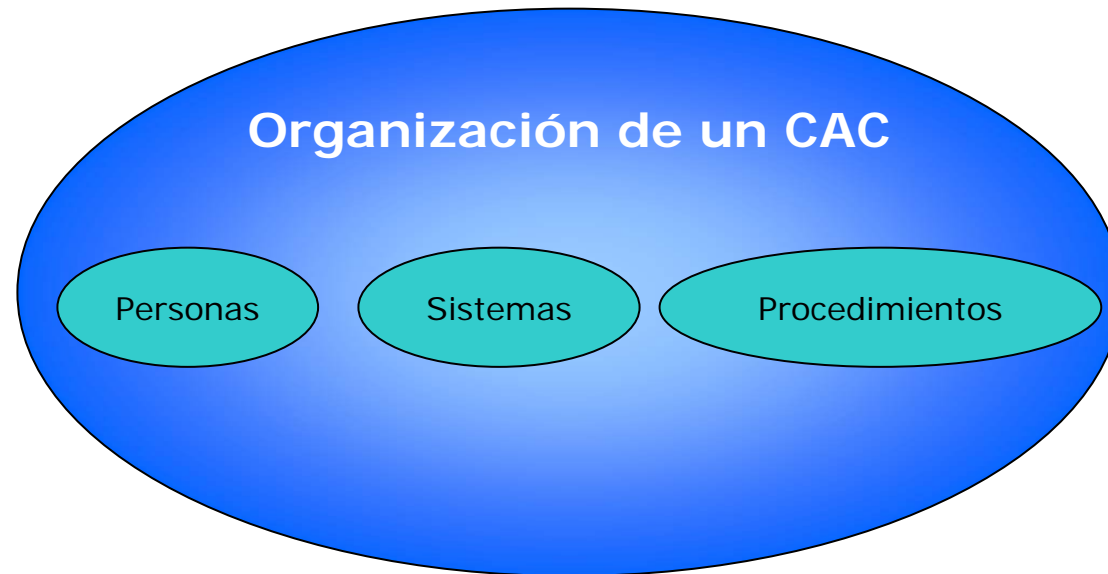 Organización de un CAC
Personas
Sistemas
Procedimientos